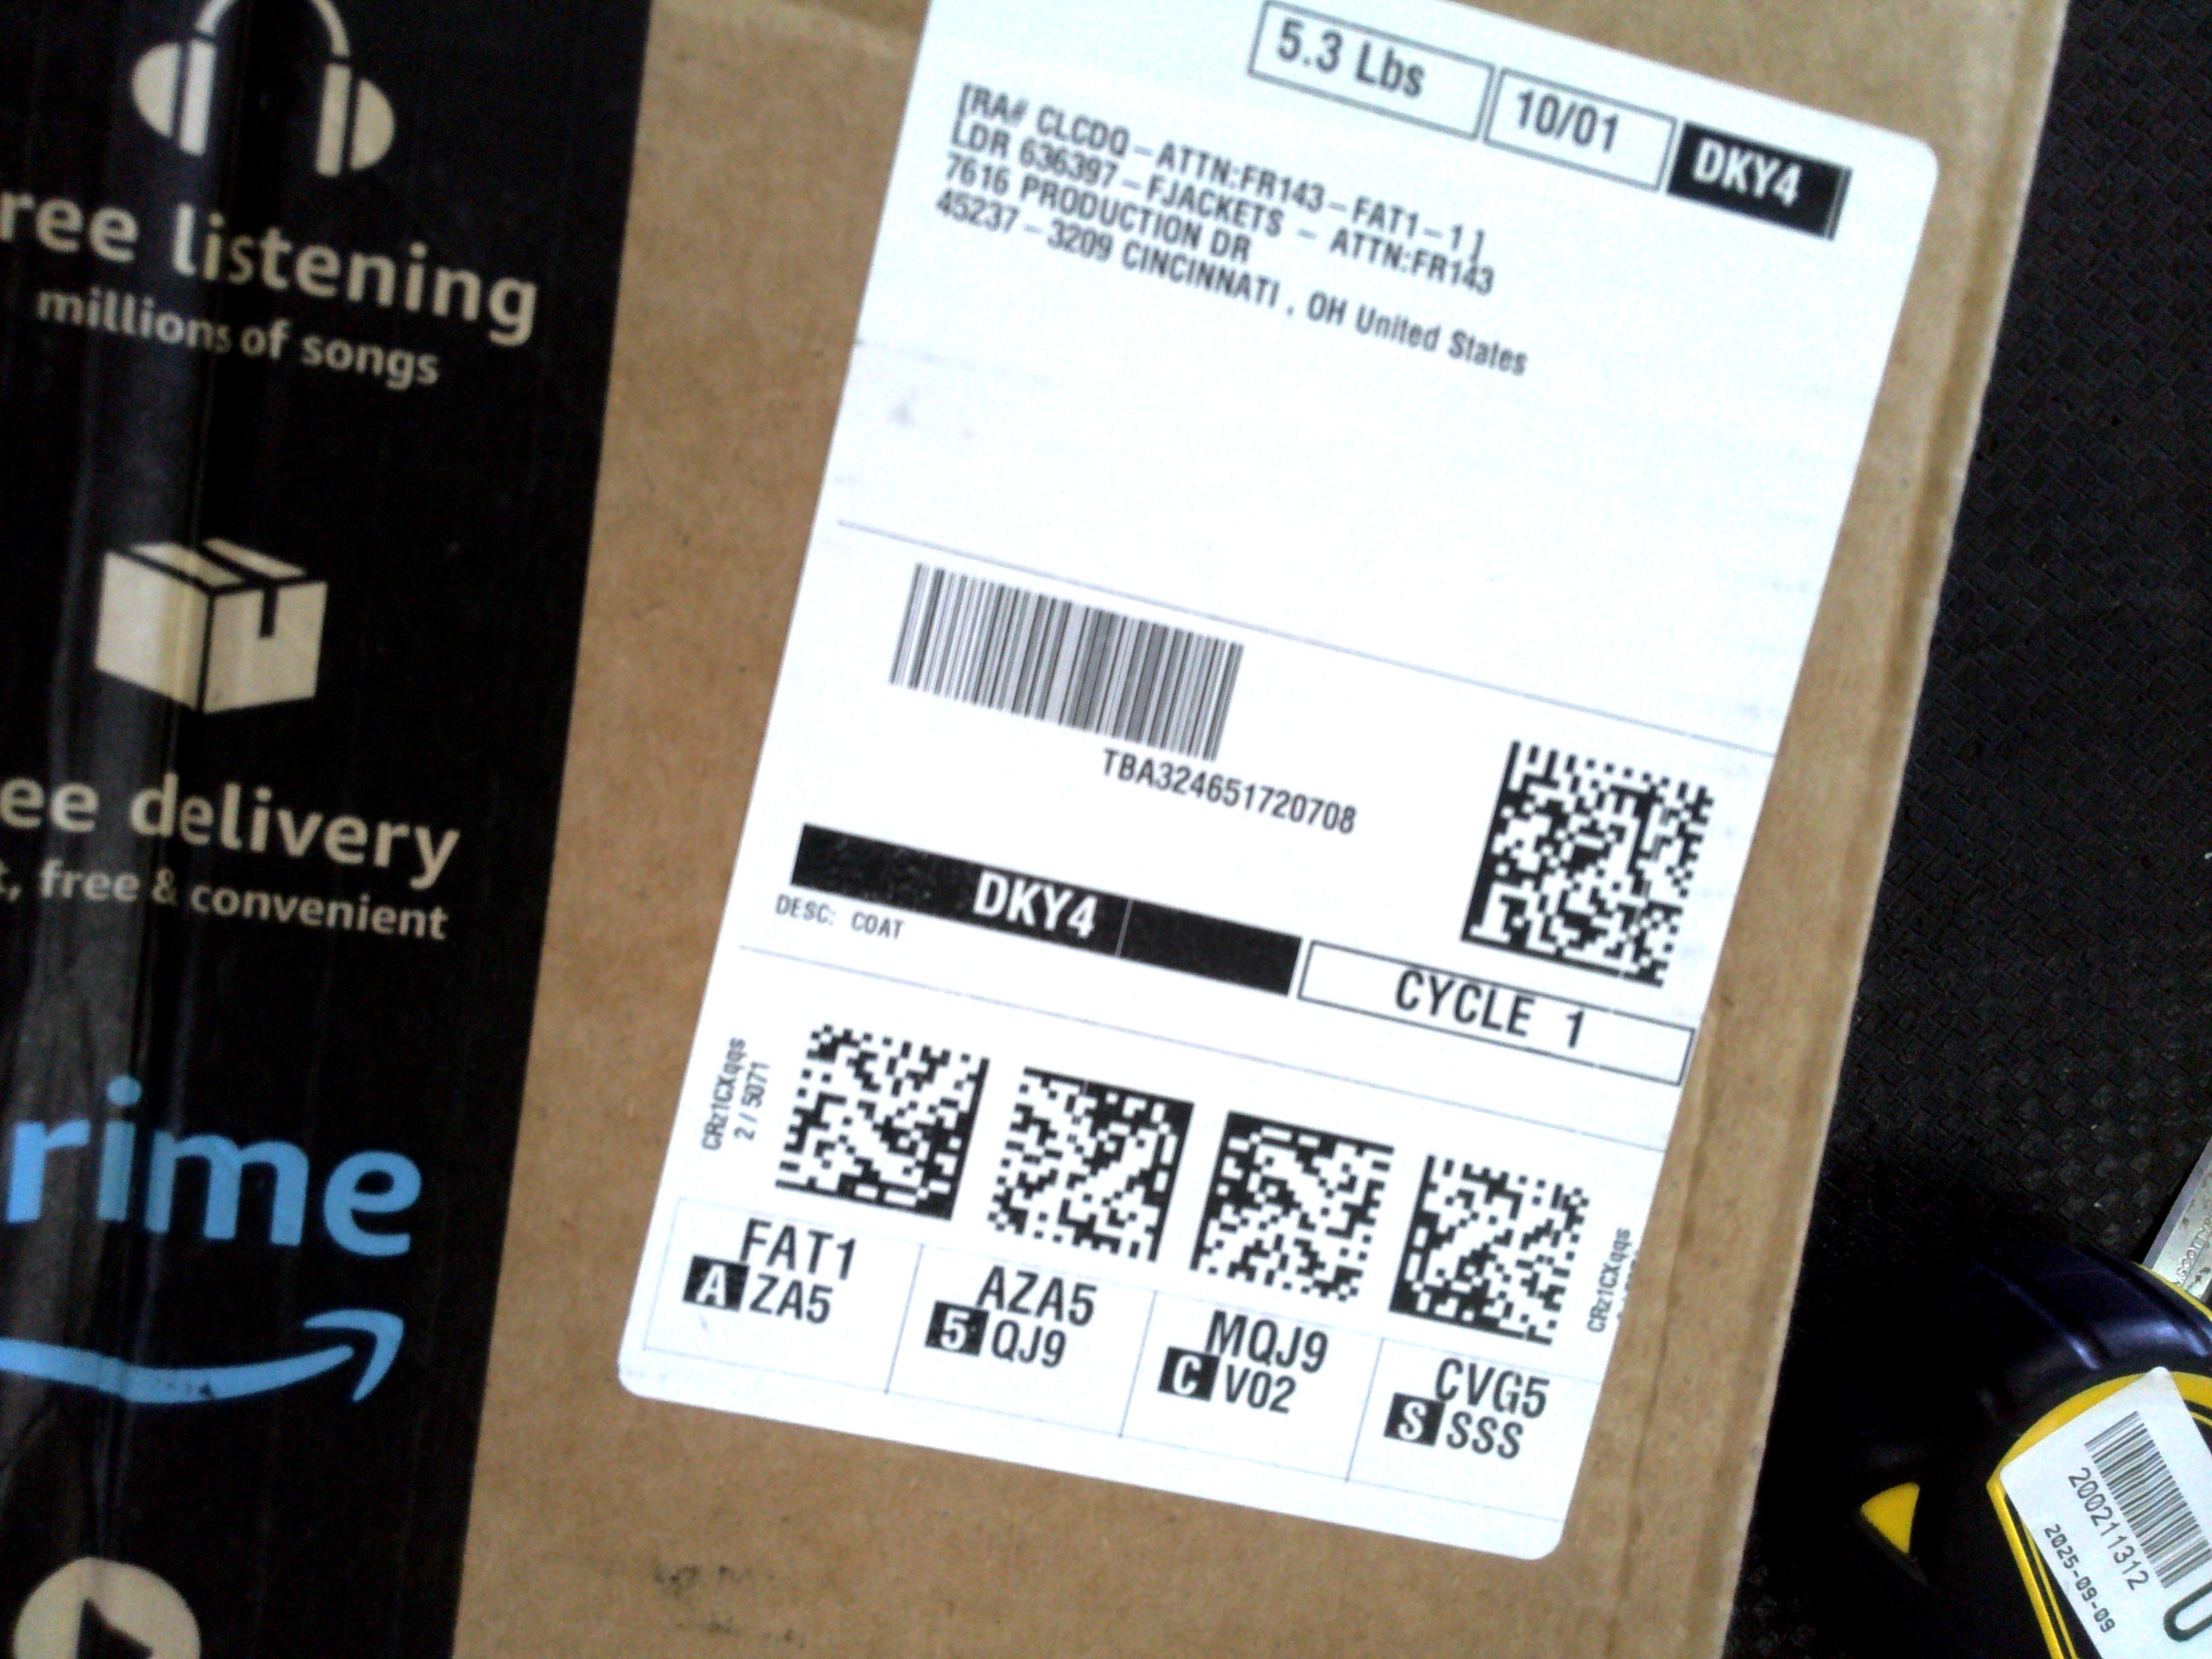 ree listening
millions of songs
ee delivery
, free & convenient
rime
5.3 Lbs
10/01
DKY4
[RA# CLCDQ-ATTN:FR143-FAT1-1]
LDR 636397-FJACKETS - ATTN:FR143
7616 PRODUCTION DR
45237-3209 CINCINNATI , OH United States
TBA324651720708
DKY4
DESC: COAT
CYCLE 1
CRz1CXqqs
2 / 5071
FAT1
A ZA5
AZA5
5 QJ9
MQJ9
C V02
CVG5
S SSS
CRz1CXqqs
200211312
2025-09-09